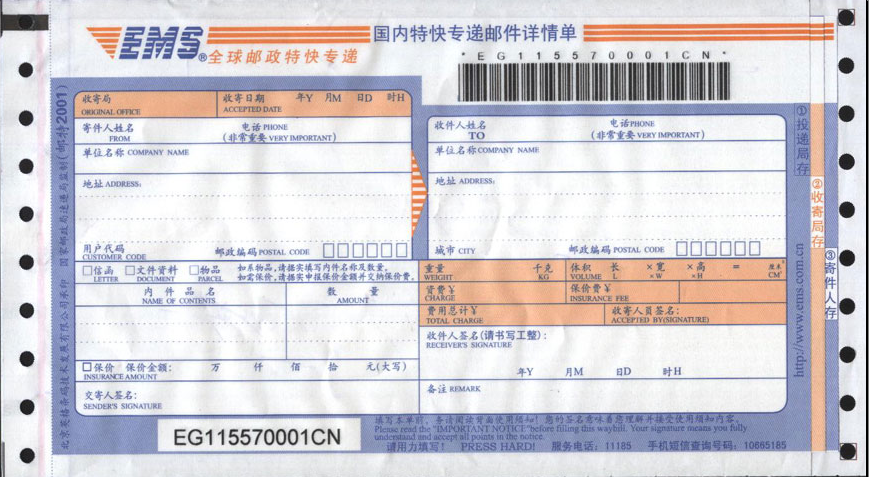 EMS®全球邮政特快专递
国内特快专递邮件详情单
*EG115570001CN*
收寄局 收寄日期 年Y 月M 日D 时H
ORIGINAL OFFICE ACCEPTED DATE
寄件人姓名 电话PHONE
FROM (非常重要 VERY IMPORTANT)
单位名称 COMPANY NAME
地址 ADDRESS:
用户代码 邮政编码 POSTAL CODE
CUSTOMER CODE
收件人姓名 电话PHONE
TO (非常重要 VERY IMPORTANT)
单位名称 COMPANY NAME
地址 ADDRESS:
城市 CITY 邮政编码 POSTAL CODE
信函 文件资料 物品 如系物品,请据实填写内件名称及数量,
LETTER DOCUMENT PARCEL 如需保价,请据实申报保价金额并交纳保价费。
内件品名 数量
NAME OF CONTENTS AMOUNT
保价 保价金额: 万 仟 佰 拾 元(大写)
INSURANCE AMOUNT
交寄人签名:
SENDER'S SIGNATURE
重量 千克 体积 长 ×宽 ×高 = 厘米³
WEIGHT KG VOLUME L ×W ×H CM³
资费¥ 保价费¥
CHARGE INSURANCE FEE
费用总计¥ 收寄人员签名:
TOTAL CHARGE ACCEPTED BY(SIGNATURE)
收件人签名(请书写工整):
RECEIVER'S SIGNATURE
年Y 月M 日D 时H
备注 REMARK
EG115570001CN
填写本单前,务请阅读背面使用须知!您的签名意味着您理解并接受使用须知内容。
Please read the "IMPORTANT NOTICE" before filling this waybill. Your signature means you fully
understand and accept all points in the notice.
请用力填写! PRESS HARD! 服务电话:11185 手机短信查询号码:10665185
①投递局存
②收寄局存
③寄件人存
http://www.ems.com.cn
国家邮政局速递局监制(邮特2001)